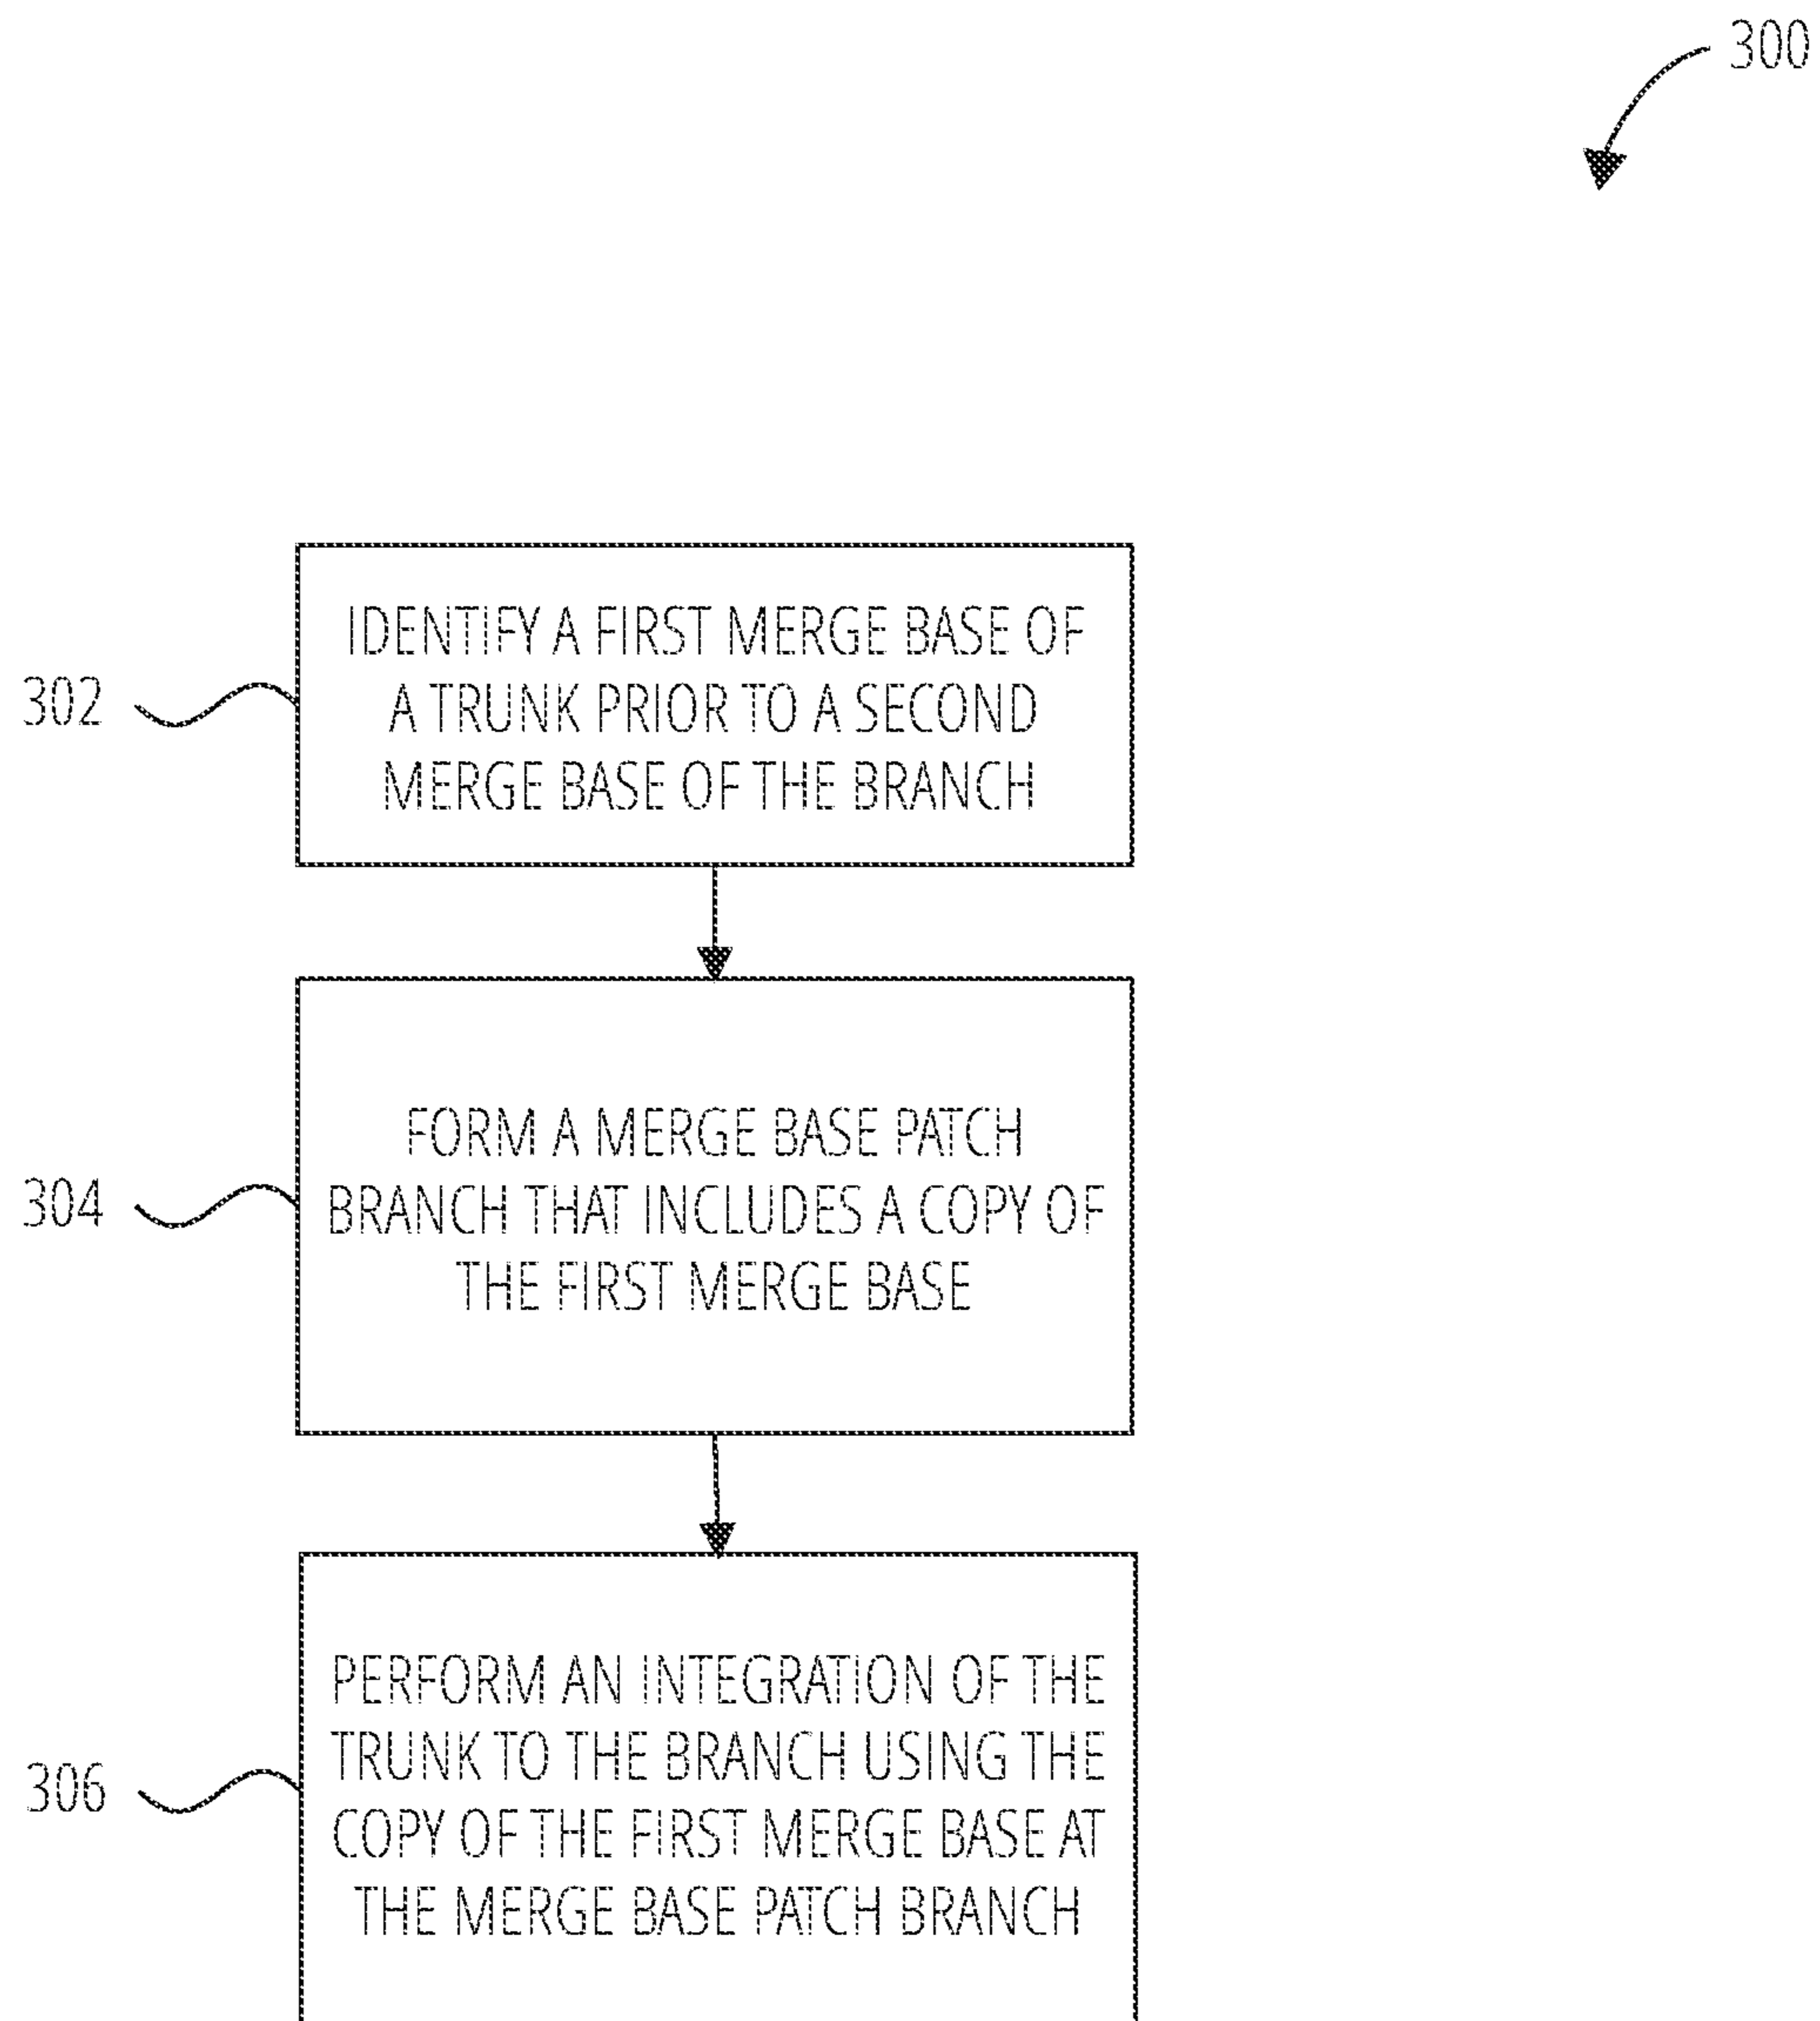 300
302
IDENTIFY A FIRST MERGE BASE OF
A TRUNK PRIOR TO A SECOND
MERGE BASE OF THE BRANCH
304
FORM A MERGE BASE PATCH
BRANCH THAT INCLUDES A COPY OF
THE FIRST MERGE BASE
306
PERFORM AN INTEGRATION OF THE
TRUNK TO THE BRANCH USING THE
COPY OF THE FIRST MERGE BASE AT
THE MERGE BASE PATCH BRANCH